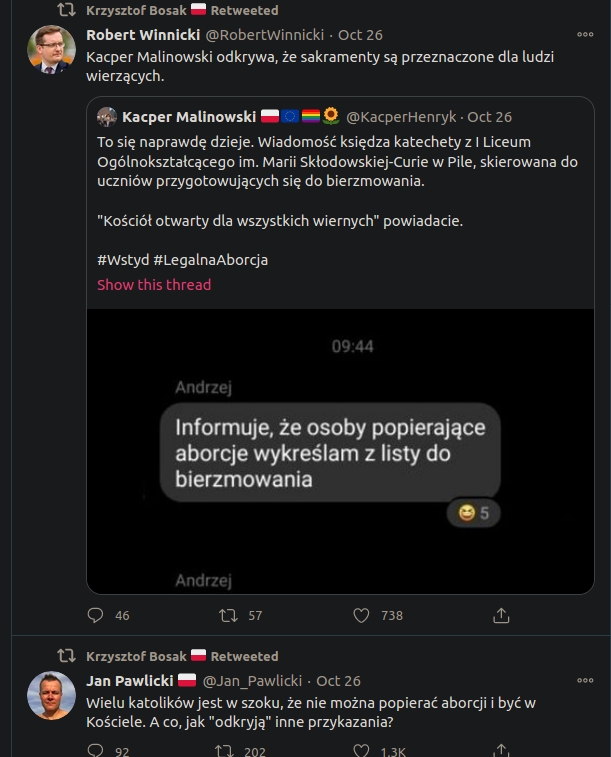 Krzysztof Bosak 🇵🇱 Retweeted
Robert Winnicki @RobertWinnicki · Oct 26
Kacper Malinowski odkrywa, że sakramenty są przeznaczone dla ludzi
wierzących.
Kacper Malinowski 🇵🇱🇪🇺🏳️‍🌈🌻 @KacperHenryk · Oct 26
To się naprawdę dzieje. Wiadomość księdza katechety z I Liceum
Ogólnokształcącego im. Marii Skłodowskiej-Curie w Pile, skierowana do
uczniów przygotowujących się do bierzmowania.
"Kościół otwarty dla wszystkich wiernych" powiadacie.
#Wstyd #LegalnaAborcja
Show this thread
09:44
Andrzej
Informuje, że osoby popierające
aborcje wykreślam z listy do
bierzmowania
😆 5
Andrzej
46 57 738
Krzysztof Bosak 🇵🇱 Retweeted
Jan Pawlicki 🇵🇱 @Jan_Pawlicki · Oct 26
Wielu katolików jest w szoku, że nie można popierać aborcji i być w
Kościele. A co, jak "odkryją" inne przykazania?
92 202 1.3K